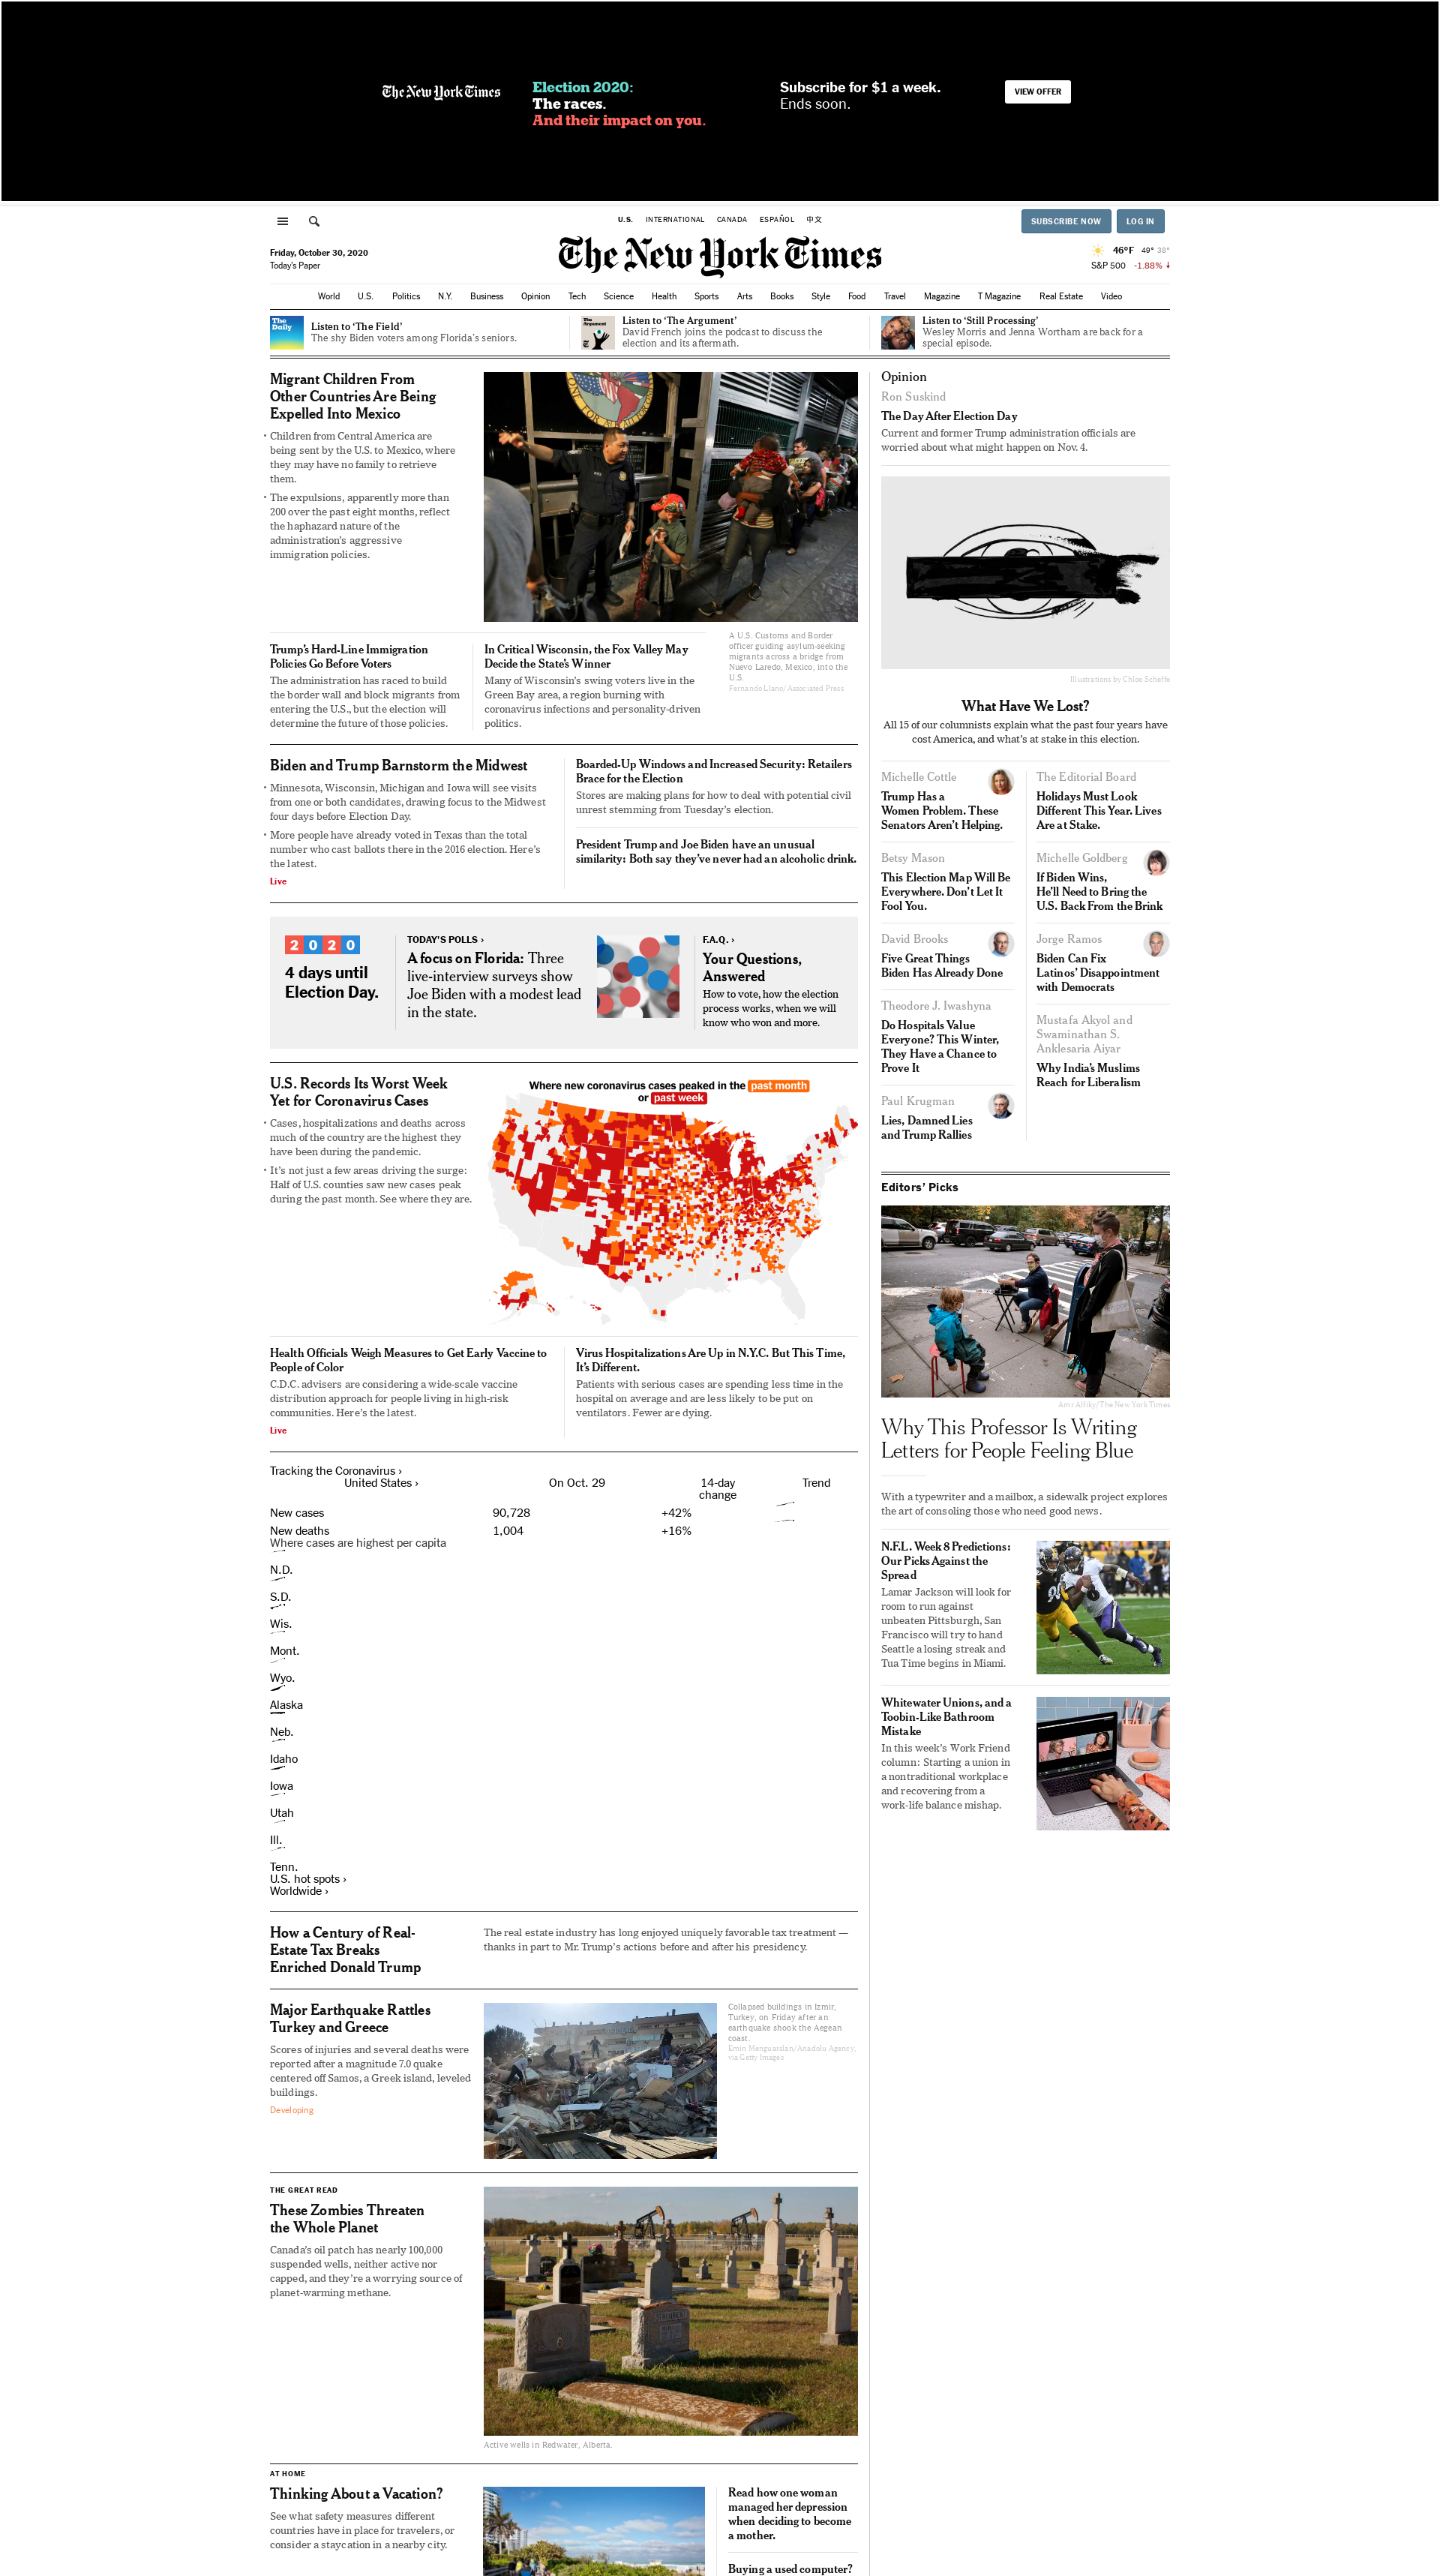 The New York Times
Election 2020:
The races.
And their impact on you.
Subscribe for $1 a week.
Ends soon.
VIEW OFFER
U.S. INTERNATIONAL CANADA ESPAÑOL 中文
SUBSCRIBE NOW LOG IN
The New York Times
Friday, October 30, 2020
Today's Paper
46°F 49° 38°
S&P 500 -1.88%
World U.S. Politics N.Y. Business Opinion Tech Science Health Sports Arts Books Style Food Travel Magazine T Magazine Real Estate Video
The Daily
Listen to ‘The Field’
The shy Biden voters among Florida’s seniors.
The Argument
Listen to ‘The Argument’
David French joins the podcast to discuss the
election and its aftermath.
Listen to ‘Still Processing’
Wesley Morris and Jenna Wortham are back for a
special episode.
Migrant Children From
Other Countries Are Being
Expelled Into Mexico
Children from Central America are
being sent by the U.S. to Mexico, where
they may have no family to retrieve
them.
The expulsions, apparently more than
200 over the past eight months, reflect
the haphazard nature of the
administration’s aggressive
immigration policies.
A U.S. Customs and Border
officer guiding asylum-seeking
migrants across a bridge from
Nuevo Laredo, Mexico, into the
U.S.
Fernando Llano/Associated Press
Trump’s Hard-Line Immigration
Policies Go Before Voters
The administration has raced to build
the border wall and block migrants from
entering the U.S., but the election will
determine the future of those policies.
In Critical Wisconsin, the Fox Valley May
Decide the State’s Winner
Many of Wisconsin’s swing voters live in the
Green Bay area, a region burning with
coronavirus infections and personality-driven
politics.
Biden and Trump Barnstorm the Midwest
Minnesota, Wisconsin, Michigan and Iowa will see visits
from one or both candidates, drawing focus to the Midwest
four days before Election Day.
More people have already voted in Texas than the total
number who cast ballots there in the 2016 election. Here’s
the latest.
Live
Boarded-Up Windows and Increased Security: Retailers
Brace for the Election
Stores are making plans for how to deal with potential civil
unrest stemming from Tuesday’s election.
President Trump and Joe Biden have an unusual
similarity: Both say they’ve never had an alcoholic drink.
2020
4 days until
Election Day.
TODAY’S POLLS ›
A focus on Florida: Three
live-interview surveys show
Joe Biden with a modest lead
in the state.
F.A.Q. ›
Your Questions,
Answered
How to vote, how the election
process works, when we will
know who won and more.
U.S. Records Its Worst Week
Yet for Coronavirus Cases
Cases, hospitalizations and deaths across
much of the country are the highest they
have been during the pandemic.
It’s not just a few areas driving the surge:
Half of U.S. counties saw new cases peak
during the past month. See where they are.
Where new coronavirus cases peaked in the past month
or past week
Health Officials Weigh Measures to Get Early Vaccine to
People of Color
C.D.C. advisers are considering a wide-scale vaccine
distribution approach for people living in high-risk
communities. Here’s the latest.
Live
Virus Hospitalizations Are Up in N.Y.C. But This Time,
It’s Different.
Patients with serious cases are spending less time in the
hospital on average and are less likely to be put on
ventilators. Fewer are dying.
Tracking the Coronavirus ›
United States › On Oct. 29 14-day change Trend
New cases 90,728 +42%
New deaths 1,004 +16%
Where cases are highest per capita
N.D.
S.D.
Wis.
Mont.
Wyo.
Alaska
Neb.
Idaho
Iowa
Utah
Ill.
Tenn.
U.S. hot spots ›
Worldwide ›
How a Century of Real-
Estate Tax Breaks
Enriched Donald Trump
The real estate industry has long enjoyed uniquely favorable tax treatment —
thanks in part to Mr. Trump’s actions before and after his presidency.
Major Earthquake Rattles
Turkey and Greece
Scores of injuries and several deaths were
reported after a magnitude 7.0 quake
centered off Samos, a Greek island, leveled
buildings.
Developing
Collapsed buildings in Izmir,
Turkey, on Friday after an
earthquake shook the Aegean
coast.
Emin Menguarslan/Anadolu Agency,
via Getty Images
THE GREAT READ
These Zombies Threaten
the Whole Planet
Canada’s oil patch has nearly 100,000
suspended wells, neither active nor
capped, and they’re a worrying source of
planet-warming methane.
Active wells in Redwater, Alberta.
AT HOME
Thinking About a Vacation?
See what safety measures different
countries have in place for travelers, or
consider a staycation in a nearby city.
Read how one woman
managed her depression
when deciding to become
a mother.
Buying a used computer?
Opinion
Ron Suskind
The Day After Election Day
Current and former Trump administration officials are
worried about what might happen on Nov. 4.
Illustrations by Chloe Scheffe
What Have We Lost?
All 15 of our columnists explain what the past four years have
cost America, and what’s at stake in this election.
Michelle Cottle
Trump Has a
Women Problem. These
Senators Aren’t Helping.
Betsy Mason
This Election Map Will Be
Everywhere. Don’t Let It
Fool You.
David Brooks
Five Great Things
Biden Has Already Done
Theodore J. Iwashyna
Do Hospitals Value
Everyone? This Winter,
They Have a Chance to
Prove It
Paul Krugman
Lies, Damned Lies
and Trump Rallies
The Editorial Board
Holidays Must Look
Different This Year. Lives
Are at Stake.
Michelle Goldberg
If Biden Wins,
He’ll Need to Bring the
U.S. Back From the Brink
Jorge Ramos
Biden Can Fix
Latinos’ Disappointment
with Democrats
Mustafa Akyol and
Swaminathan S.
Anklesaria Aiyar
Why India’s Muslims
Reach for Liberalism
Editors’ Picks
Amr Alfiky/The New York Times
Why This Professor Is Writing
Letters for People Feeling Blue
With a typewriter and a mailbox, a sidewalk project explores
the art of consoling those who need good news.
N.F.L. Week 8 Predictions:
Our Picks Against the
Spread
Lamar Jackson will look for
room to run against
unbeaten Pittsburgh, San
Francisco will try to hand
Seattle a losing streak and
Tua Time begins in Miami.
Whitewater Unions, and a
Toobin-Like Bathroom
Mistake
In this week’s Work Friend
column: Starting a union in
a nontraditional workplace
and recovering from a
work-life balance mishap.